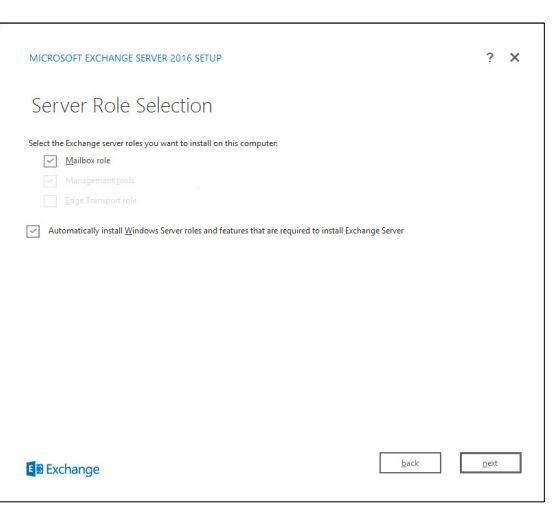 MICROSOFT EXCHANGE SERVER 2016 SETUP ? ✕
Server Role Selection
Select the Exchange server roles you want to install on this computer:
Mailbox role
Management tools
Edge Transport role
Automatically install Windows Server roles and features that are required to install Exchange Server
E Exchange
back next